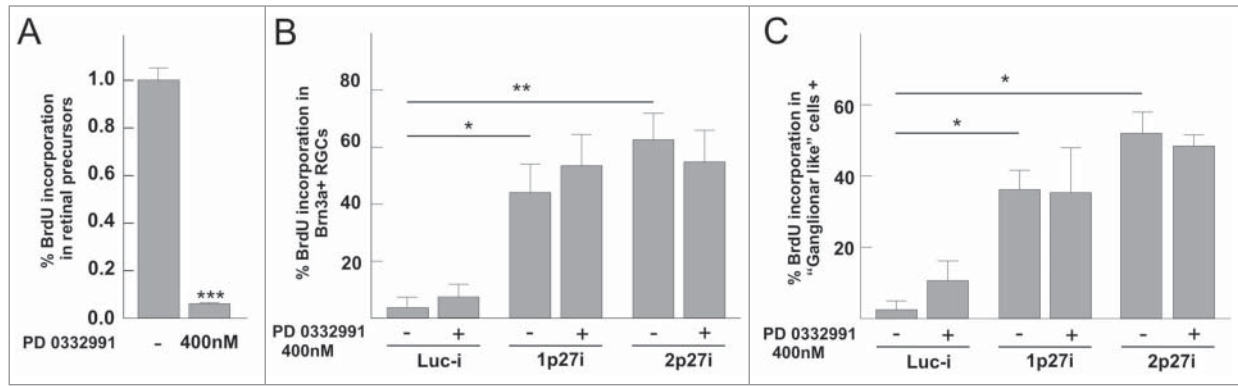 A
% BrdU incorporation
in retinal precursors
1.0
0.8
0.6
0.4
0.2
0.0
***
PD 0332991 - 400nM
B
% BrdU incorporation in
Brn3a+ RGCs
80
60
40
20
**
*
PD 0332991
400nM
- + - + - +
Luc-i 1p27i 2p27i
C
% BrdU incorporation in
“Ganglionar like” cells +
60
40
20
*
*
PD 0332991
400nM
- + - + - +
Luc-i 1p27i 2p27i